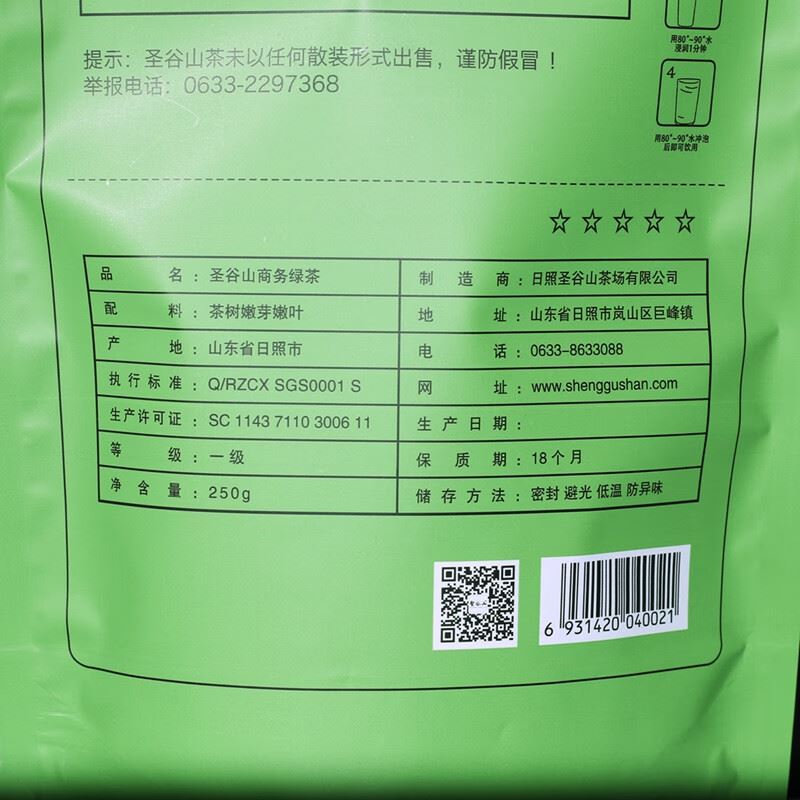 用80°~90°水
浸润1分钟
4
用80°~90°水冲泡
后即可饮用
提示：圣谷山茶未以任何散装形式出售，谨防假冒！
举报电话：0633-2297368
品名：圣谷山商务绿茶
配料：茶树嫩芽嫩叶
产地：山东省日照市
执行标准：Q/RZCX SGS0001 S
生产许可证：SC 1143 7110 3006 11
等级：一级
净含量：250g
制造商：日照圣谷山茶场有限公司
地址：山东省日照市岚山区巨峰镇
电话：0633-8633088
网址：www.shenggushan.com
生产日期：
保质期：18个月
储存方法：密封 避光 低温 防异味
6 931420 040021